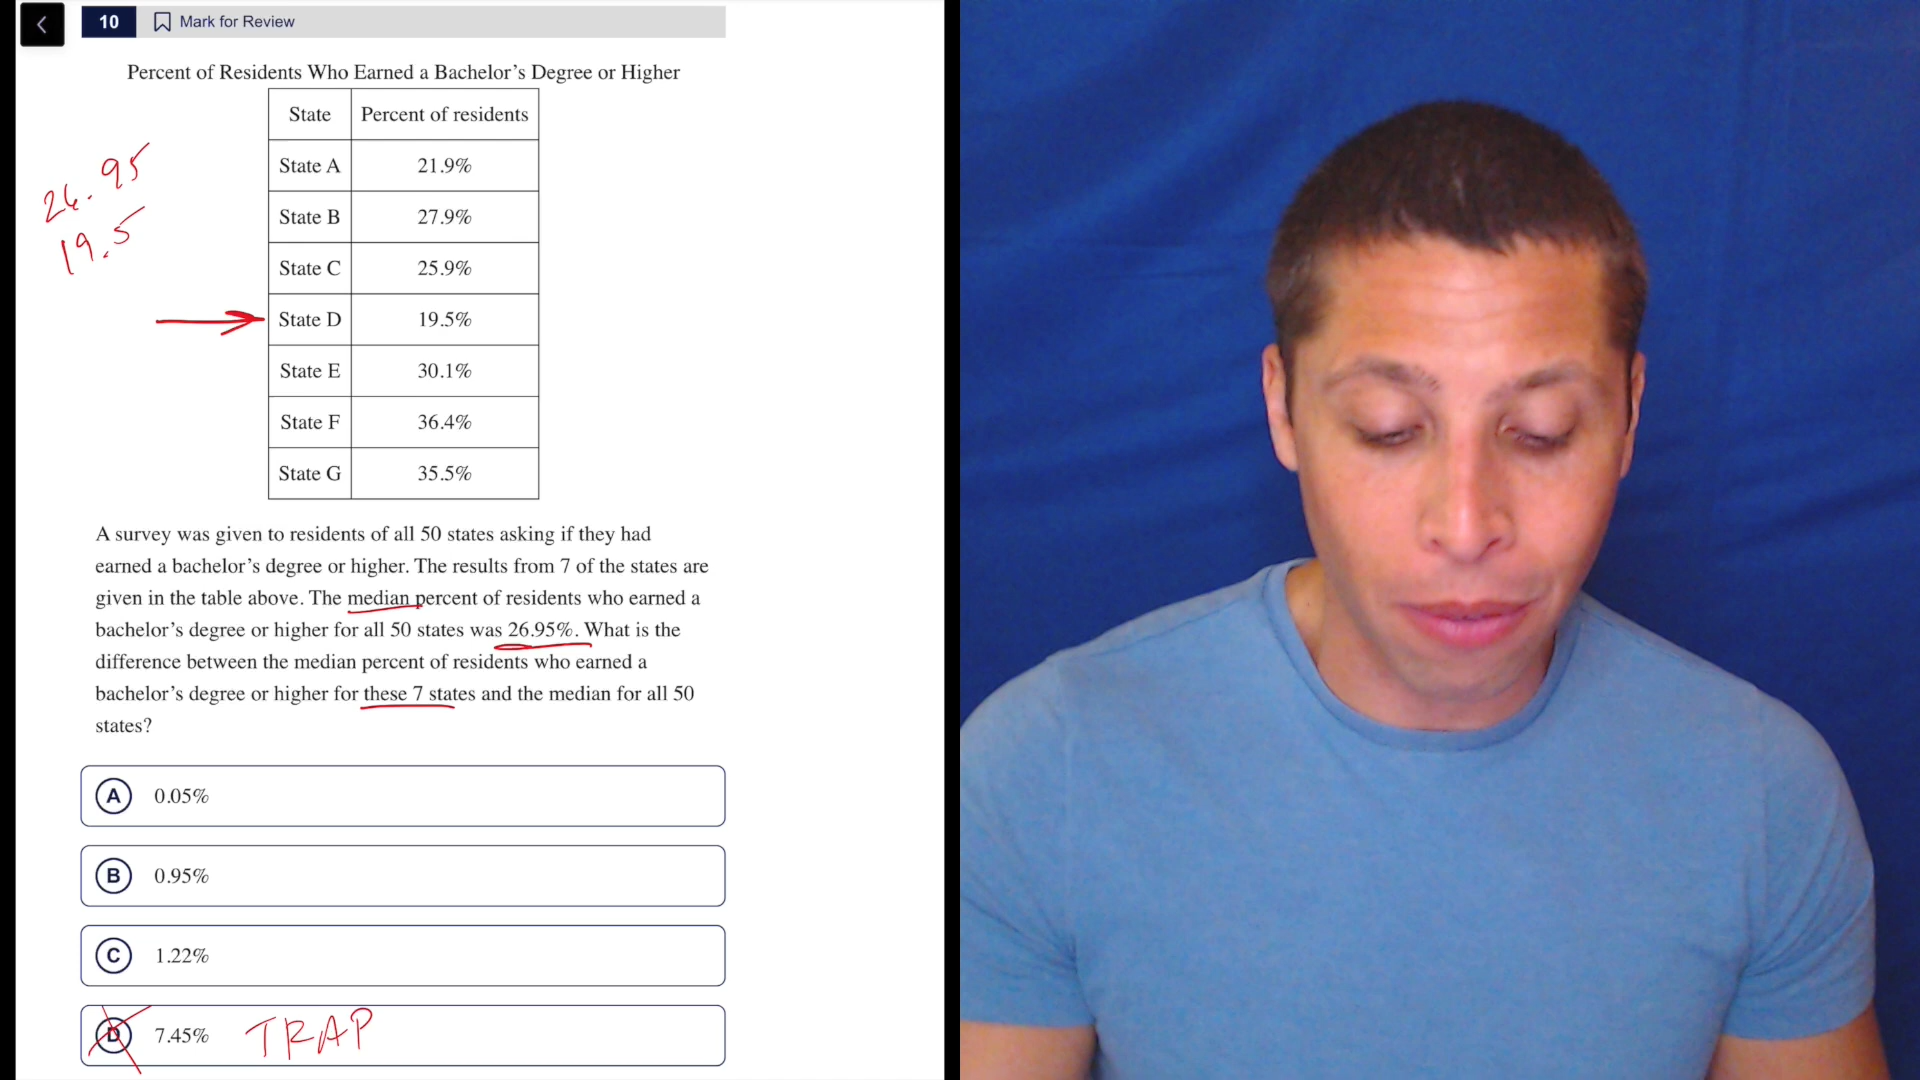 10 Mark for Review
Percent of Residents Who Earned a Bachelor's Degree or Higher
State Percent of residents
State A 21.9%
State B 27.9%
State C 25.9%
State D 19.5%
State E 30.1%
State F 36.4%
State G 35.5%
26.95
19.5
A survey was given to residents of all 50 states asking if they had
earned a bachelor's degree or higher. The results from 7 of the states are
given in the table above. The median percent of residents who earned a
bachelor's degree or higher for all 50 states was 26.95%. What is the
difference between the median percent of residents who earned a
bachelor's degree or higher for these 7 states and the median for all 50
states?
A 0.05%
B 0.95%
C 1.22%
D 7.45% TRAP